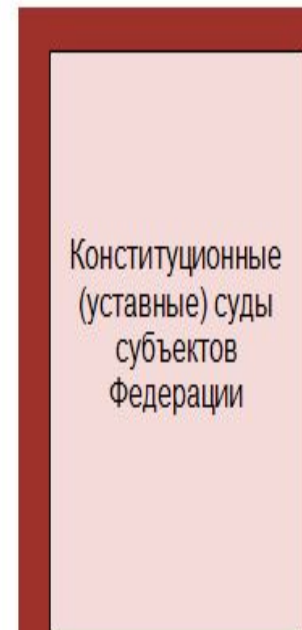 Конституционные
(уставные) суды
субъектов
Федерации